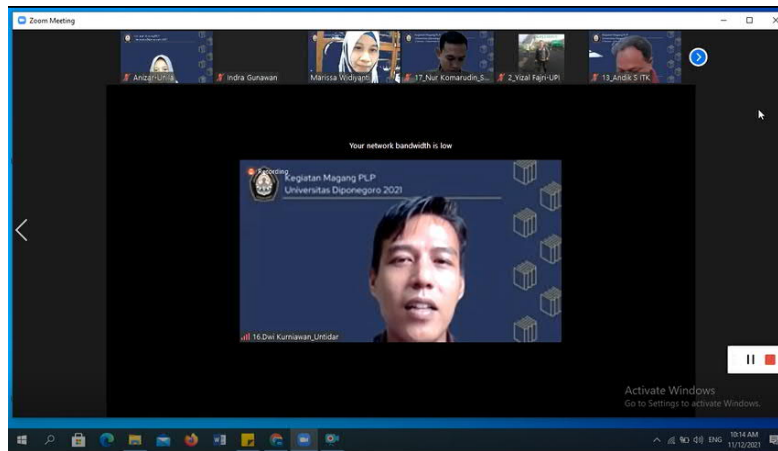 Zoom Meeting
Anizar-Unila
Indra Gunawan
Marissa Widiyanti
17_Nur Komarudin_S...
2_Yizal Fajri-UPI
13_Andik S ITK
Your network bandwidth is low
Recording
Kegiatan Magang PLP
Universitas Diponegoro 2021
16.Dwi Kurniawan_Untidar
Activate Windows
Go to Settings to activate Windows.
ENG
10:14 AM
11/12/2021